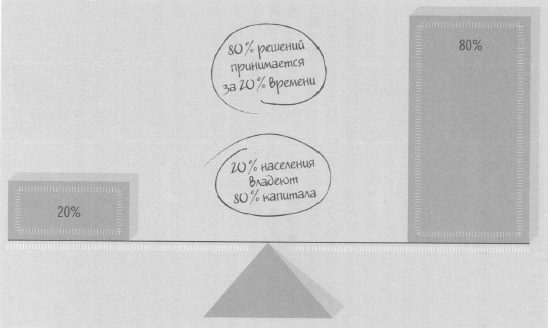 80% решений
принимается
за 20% времени
80%
20% населения
владеют
80% капитала
20%